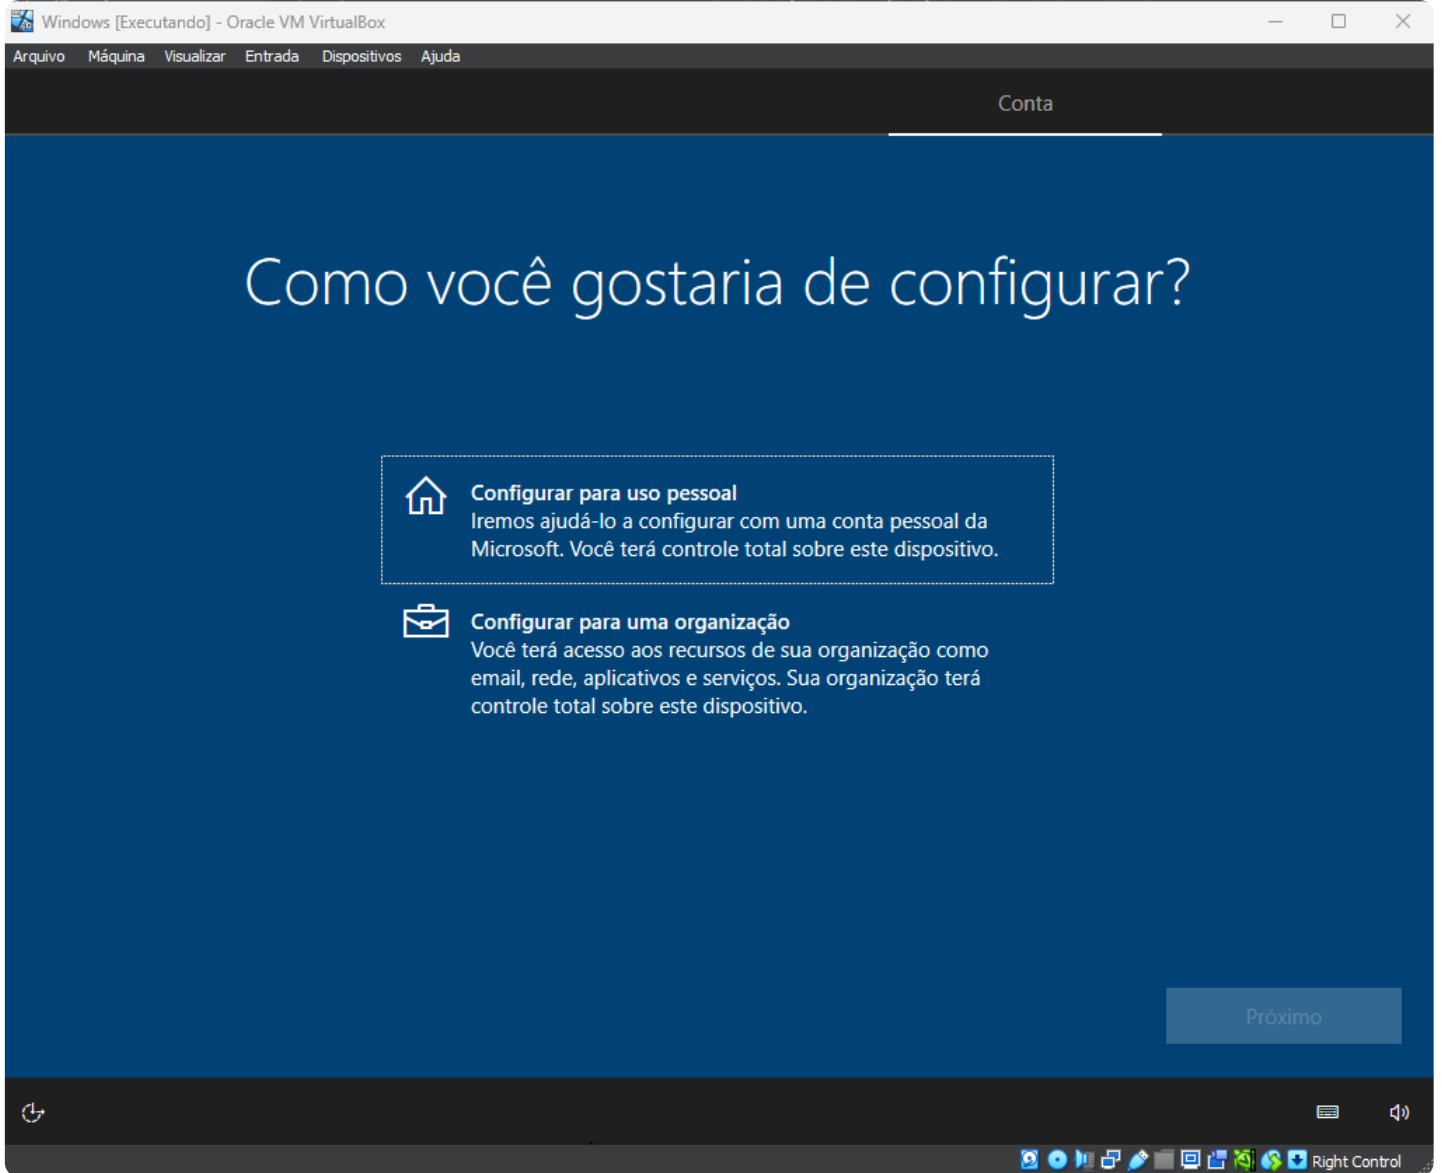 Windows [Executando] - Oracle VM VirtualBox
Arquivo Máquina Visualizar Entrada Dispositivos Ajuda
Conta
Como você gostaria de configurar?
Configurar para uso pessoal
Iremos ajudá-lo a configurar com uma conta pessoal da
Microsoft. Você terá controle total sobre este dispositivo.
Configurar para uma organização
Você terá acesso aos recursos de sua organização como
email, rede, aplicativos e serviços. Sua organização terá
controle total sobre este dispositivo.
Próximo
Right Control